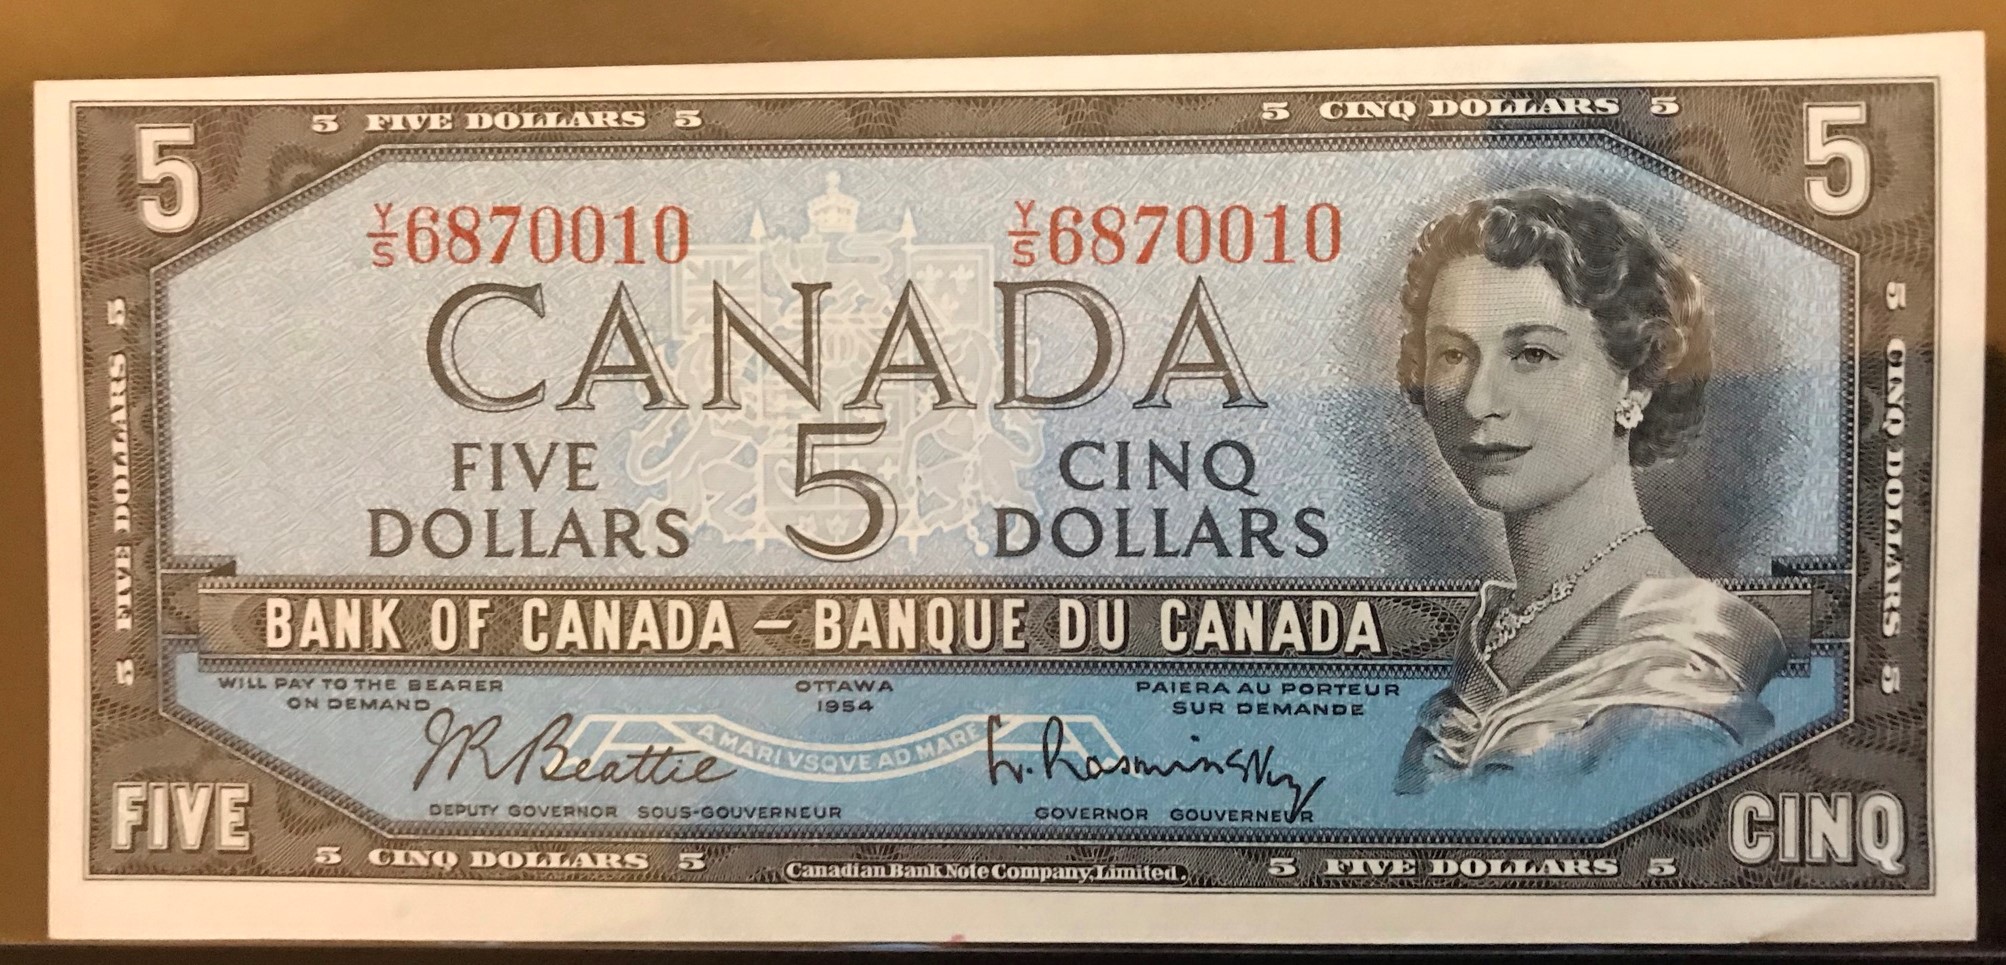 5 FIVE DOLLARS 5
5 CINQ DOLLARS 5
5
5
Y/S 6870010
Y/S 6870010
CANADA
FIVE DOLLARS
5
CINQ DOLLARS
5 FIVE DOLLARS 5
5 CINQ DOLLARS 5
BANK OF CANADA – BANQUE DU CANADA
WILL PAY TO THE BEARER
ON DEMAND
OTTAWA
1954
PAIERA AU PORTEUR
SUR DEMANDE
A MARI VSQVE AD MARE
J R Beattie
L. Rasminsky
DEPUTY GOVERNOR SOUS-GOUVERNEUR
GOVERNOR GOUVERNEUR
FIVE
CINQ
5 CINQ DOLLARS 5
Canadian Bank Note Company, Limited.
5 FIVE DOLLARS 5